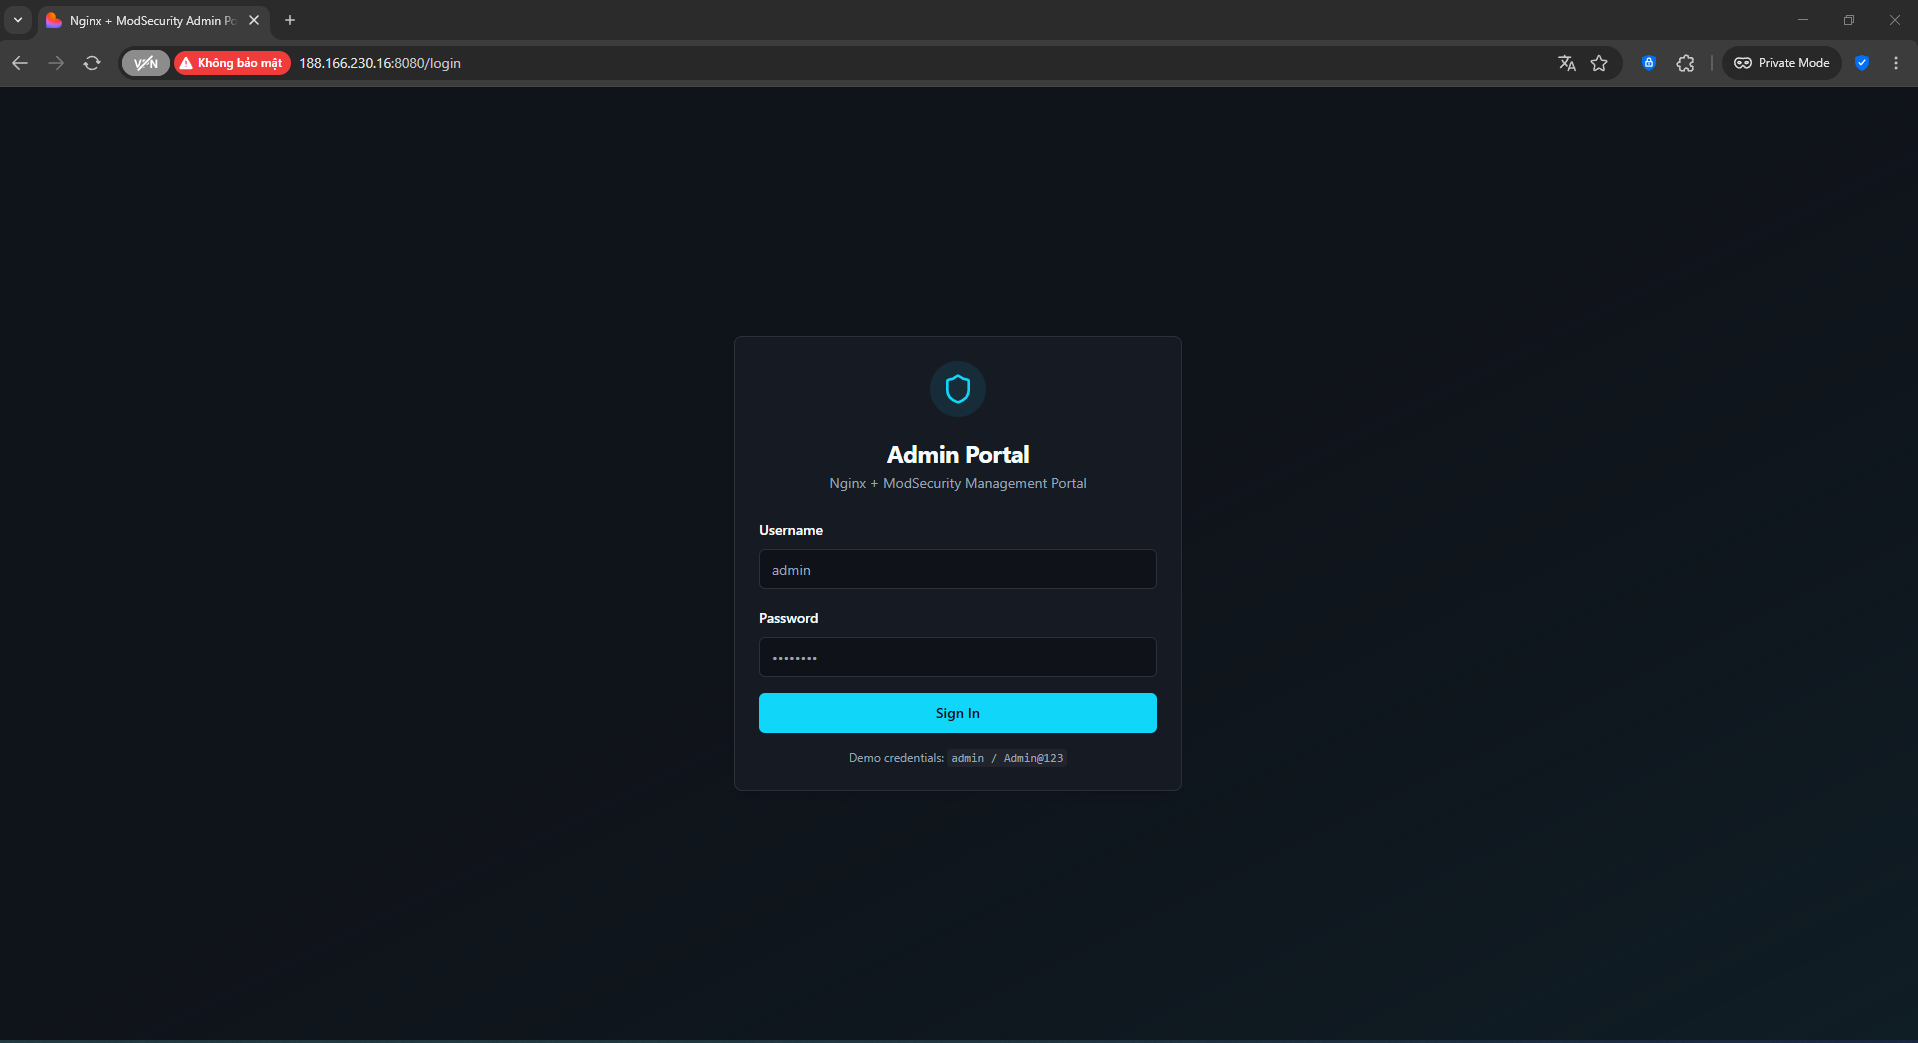 Nginx + ModSecurity Admin Po
VPN
Không bảo mật
188.166.230.16:8080/login
Private Mode
Admin Portal
Nginx + ModSecurity Management Portal
Username
admin
Password
••••••••
Sign In
Demo credentials: admin / Admin@123